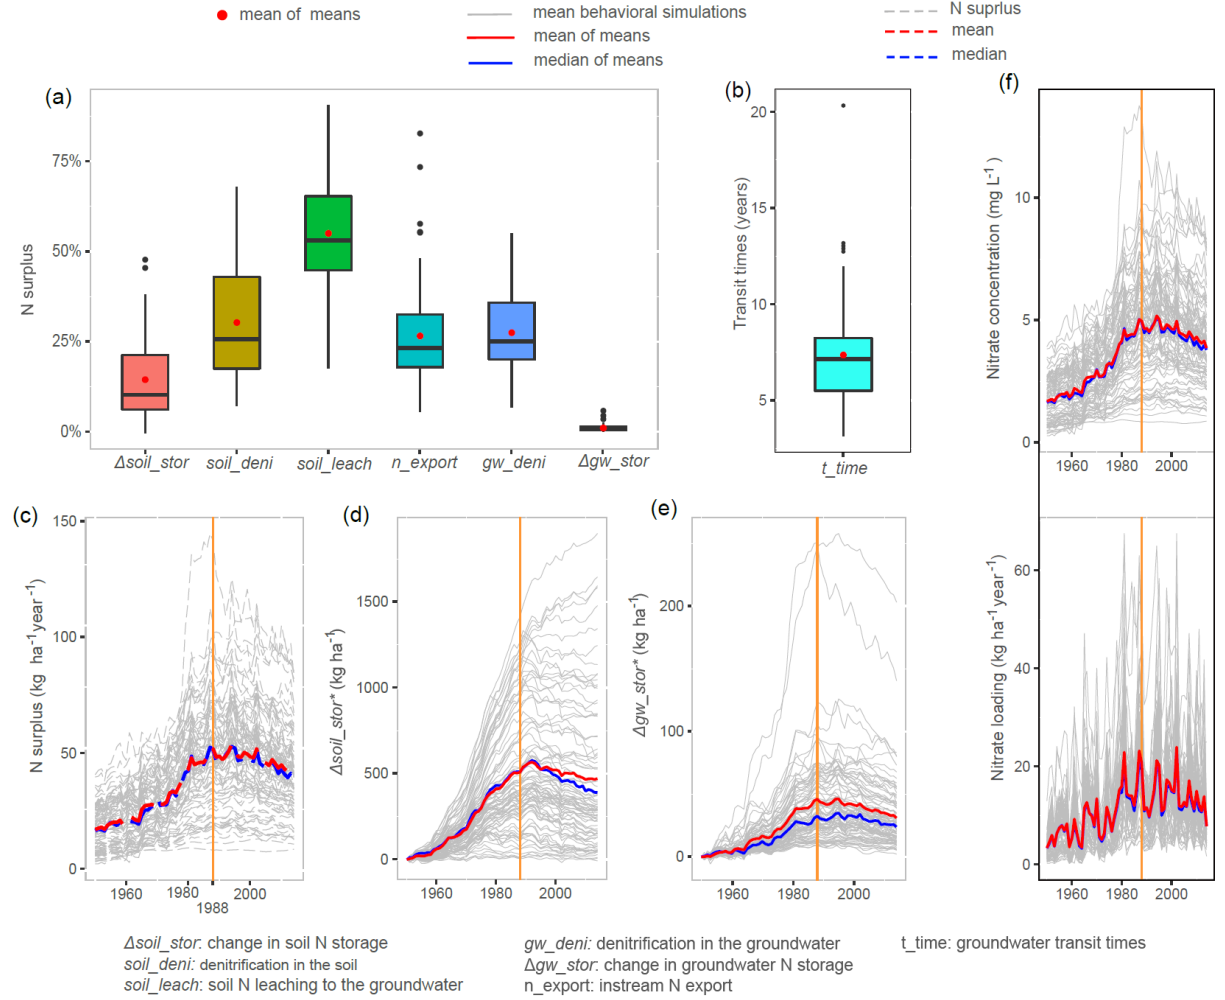 mean of  means
mean behavioral simulations
mean of means
median of means
N suprlus
mean
median
(a)
N surplus
75%
50%
25%
0%
Δsoil_stor soil_deni soil_leach n_export gw_deni Δgw_stor
(b)
Transit times (years)
20
15
10
5
t_time
(f)
Nitrate concentration (mg L-1 )
10
5
0
1960 1980 2000
(c)
N surplus (kg  ha-1 year -1)
150
100
50
0
1960 1980 2000
1988
(d)
Δsoil_stor* (kg ha-1)
1500
1000
500
0
1960 1980 2000
(e)
Δgw_stor* (kg ha-1)
200
100
0
1960 1980 2000
Nitrate loading (kg ha-1 year-1)
60
40
20
0
1960 1980 2000
Δsoil_stor: change in soil N storage
soil_deni: denitrification in the soil
soil_leach: soil N leaching to the groundwater
gw_deni: denitrification in the groundwater
Δgw_stor: change in groundwater N storage
n_export: instream N export
t_time: groundwater transit times